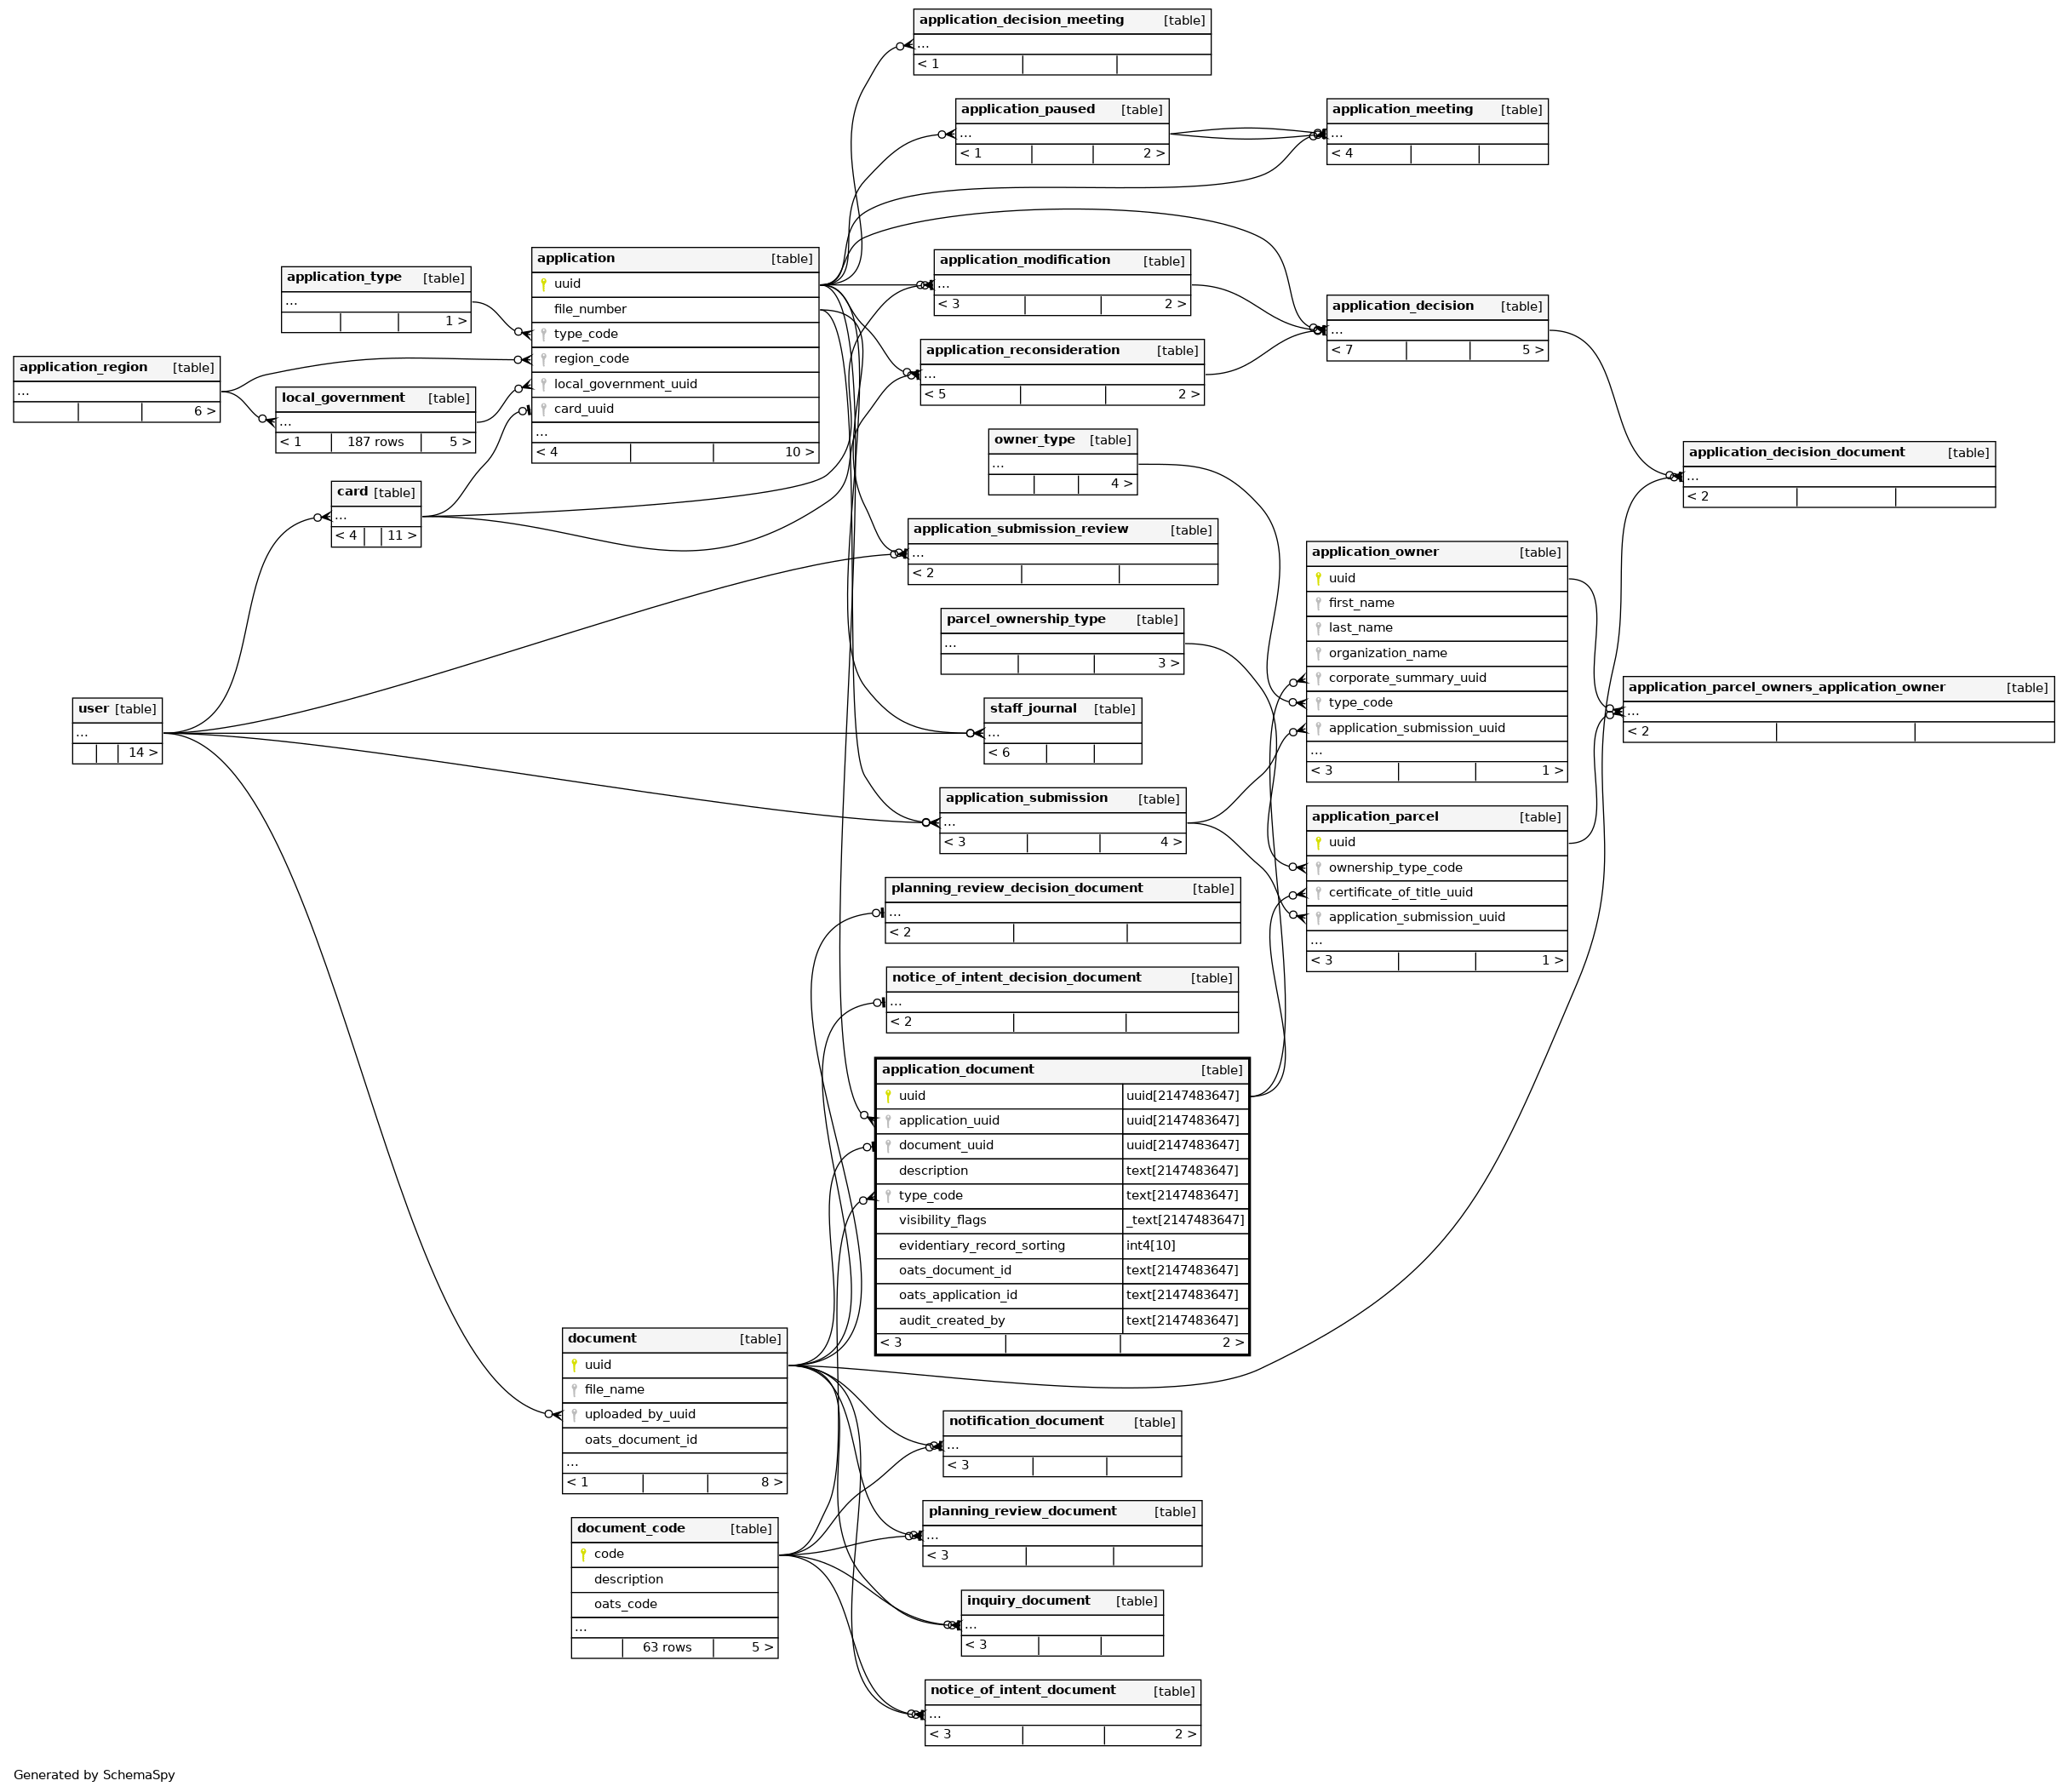 application_decision_meeting [table]
...
< 1
application_paused [table]
...
< 1 2 >
application_meeting [table]
...
< 4
application_type [table]
...
1 >
application [table]
uuid
file_number
type_code
region_code
local_government_uuid
card_uuid
...
< 4 10 >
application_modification [table]
...
< 3 2 >
application_decision [table]
...
< 7 5 >
application_region [table]
...
6 >
local_government [table]
...
< 1 187 rows 5 >
application_reconsideration [table]
...
< 5 2 >
owner_type [table]
...
4 >
application_decision_document [table]
...
< 2
card [table]
...
< 4 11 >
application_submission_review [table]
...
< 2
application_owner [table]
uuid
first_name
last_name
organization_name
corporate_summary_uuid
type_code
application_submission_uuid
...
< 3 1 >
parcel_ownership_type [table]
...
3 >
application_parcel_owners_application_owner [table]
...
< 2
user [table]
...
14 >
staff_journal [table]
...
< 6
application_submission [table]
...
< 3 4 >
application_parcel [table]
uuid
ownership_type_code
certificate_of_title_uuid
application_submission_uuid
...
< 3 1 >
planning_review_decision_document [table]
...
< 2
notice_of_intent_decision_document [table]
...
< 2
application_document [table]
uuid uuid[2147483647]
application_uuid uuid[2147483647]
document_uuid uuid[2147483647]
description text[2147483647]
type_code text[2147483647]
visibility_flags _text[2147483647]
evidentiary_record_sorting int4[10]
oats_document_id text[2147483647]
oats_application_id text[2147483647]
audit_created_by text[2147483647]
< 3 2 >
document [table]
uuid
file_name
uploaded_by_uuid
oats_document_id
...
< 1 8 >
notification_document [table]
...
< 3
planning_review_document [table]
...
< 3
document_code [table]
code
description
oats_code
...
63 rows 5 >
inquiry_document [table]
...
< 3
notice_of_intent_document [table]
...
< 3 2 >
Generated by SchemaSpy